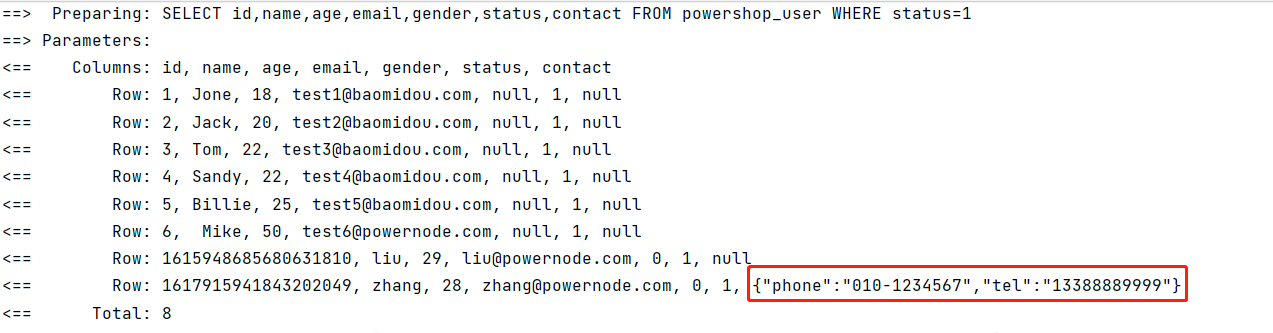 ==>  Preparing: SELECT id,name,age,email,gender,status,contact FROM powershop_user WHERE status=1
==> Parameters:
<==    Columns: id, name, age, email, gender, status, contact
<==        Row: 1, Jone, 18, test1@baomidou.com, null, 1, null
<==        Row: 2, Jack, 20, test2@baomidou.com, null, 1, null
<==        Row: 3, Tom, 22, test3@baomidou.com, null, 1, null
<==        Row: 4, Sandy, 22, test4@baomidou.com, null, 1, null
<==        Row: 5, Billie, 25, test5@baomidou.com, null, 1, null
<==        Row: 6,  Mike, 50, test6@powernode.com, null, 1, null
<==        Row: 1615948685680631810, liu, 29, liu@powernode.com, 0, 1, null
<==        Row: 1617915941843202049, zhang, 28, zhang@powernode.com, 0, 1, {"phone":"010-1234567","tel":"13388889999"}
<==      Total: 8